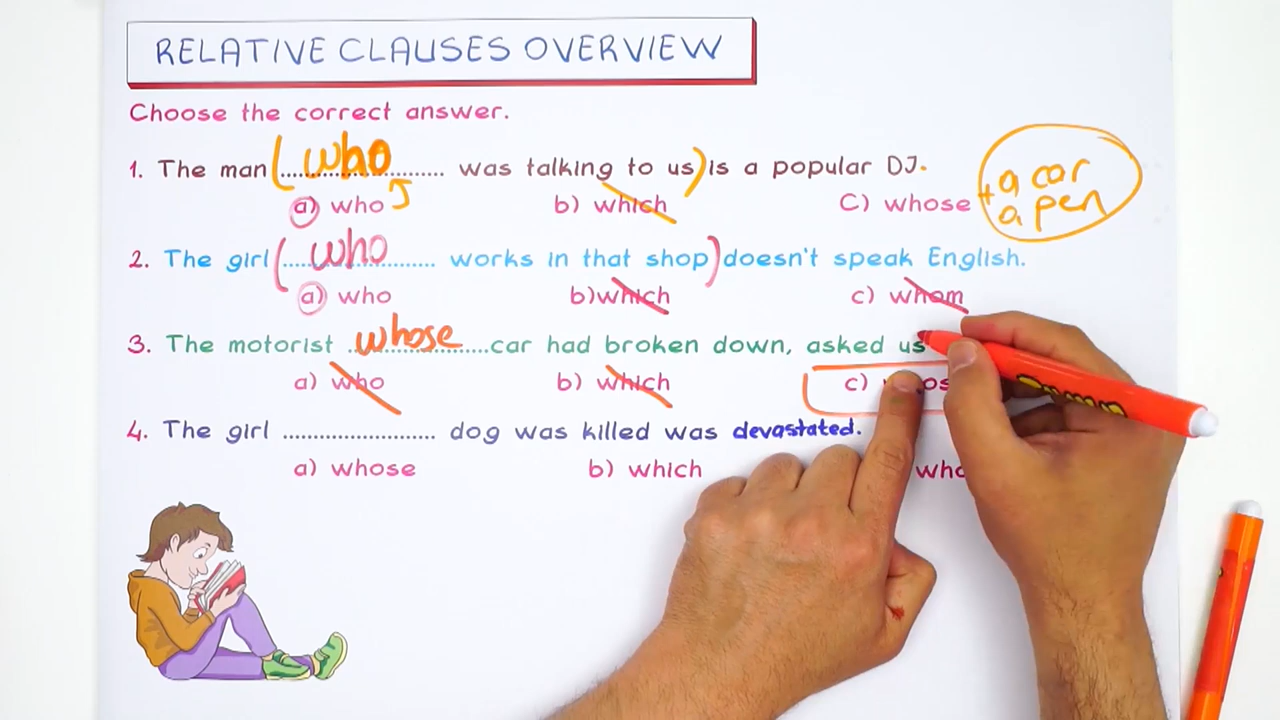 RELATIVE CLAUSES OVERVIEW
Choose the correct answer.
1. The man (...who... was talking to us) is a popular DJ.
a) who b) which C) whose
+ a car
a pen
2. The girl (...who... works in that shop) doesn't speak English.
a) who b) which c) whom
3. The motorist ...whose...car had broken down, asked us
a) who b) which c)
4. The girl ........................ dog was killed was devastated.
a) whose b) which